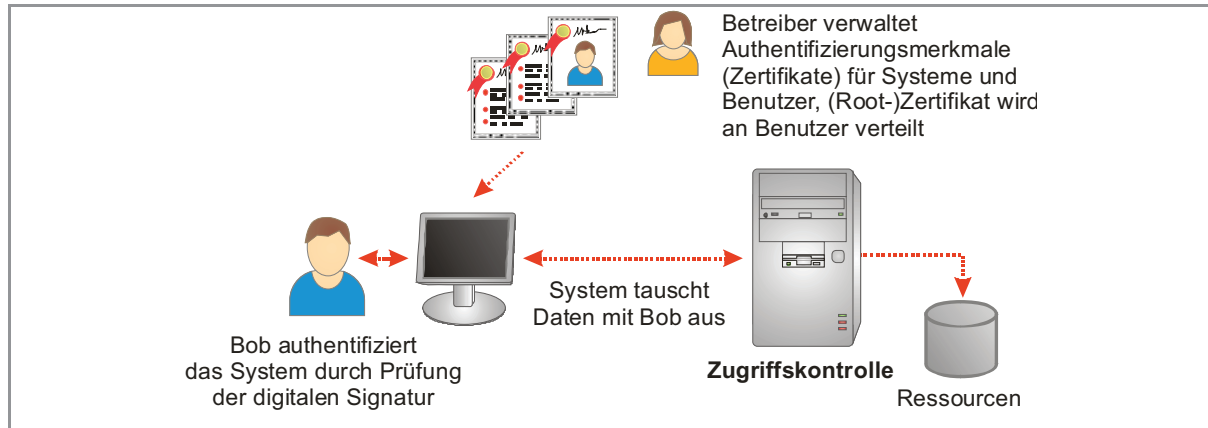 Betreiber verwaltet
Authentifizierungsmerkmale
(Zertifikate) für Systeme und
Benutzer, (Root-)Zertifikat wird
an Benutzer verteilt
System tauscht
Daten mit Bob aus
Bob authentifiziert
das System durch Prüfung
der digitalen Signatur
Zugriffskontrolle
Ressourcen